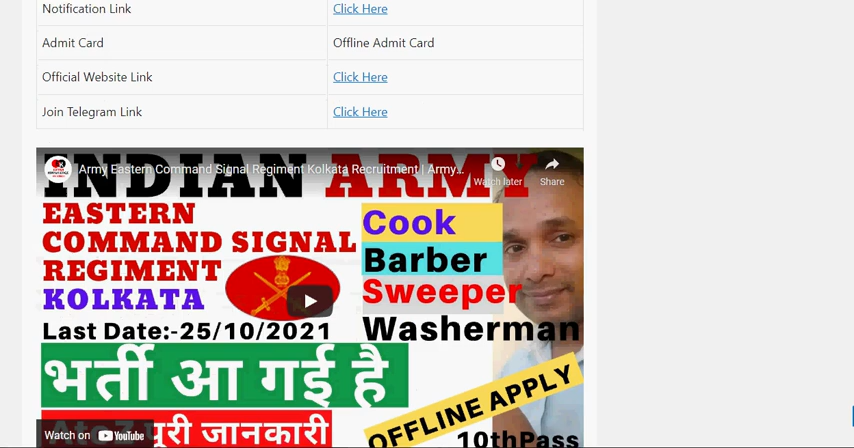 Notification Link Click Here
Admit Card Offline Admit Card
Official Website Link Click Here
Join Telegram Link Click Here
INDIAN ARMY
Army Eastern Command Signal Regiment Kolkata Recruitment | Army...
Watch later Share
EASTERN
COMMAND SIGNAL
REGIMENT
KOLKATA
Last Date:-25/10/2021
Cook
Barber
Sweeper
Washerman
भर्ती आ गई है
पूरी जानकारी
OFFLINE APPLY
10thPass
Watch on YouTube